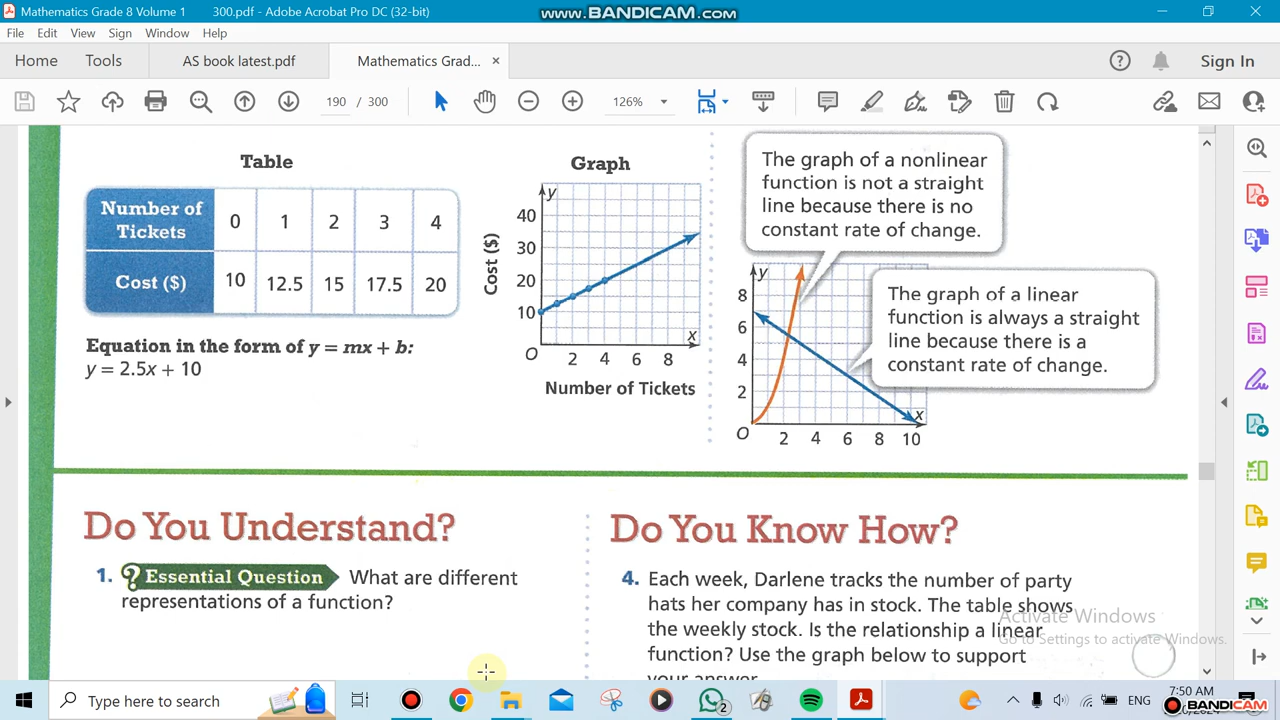 Mathematics Grade 8 Volume 1 300.pdf - Adobe Acrobat Pro DC (32-bit)
www.BANDICAM.com
File Edit View Sign Window Help
Home Tools AS book latest.pdf Mathematics Grad... × Sign In
190 / 300 126%
Table
Number of Tickets 0 1 2 3 4
Cost ($) 10 12.5 15 17.5 20
Equation in the form of y = mx + b:
y = 2.5x + 10
Graph
y
40
30
20
10
Cost ($)
x
O 2 4 6 8
Number of Tickets
The graph of a nonlinear
function is not a straight
line because there is no
constant rate of change.
The graph of a linear
function is always a straight
line because there is a
constant rate of change.
y
8
6
4
2
x
O 2 4 6 8 10
Do You Understand?
1. ? Essential Question What are different
representations of a function?
Do You Know How?
4. Each week, Darlene tracks the number of party
hats her company has in stock. The table shows
the weekly stock. Is the relationship a linear
function? Use the graph below to support
your answer.
Activate Windows
Go to Settings to activate Windows.
Type here to search
2
ENG
7:50 AM
BANDICAM